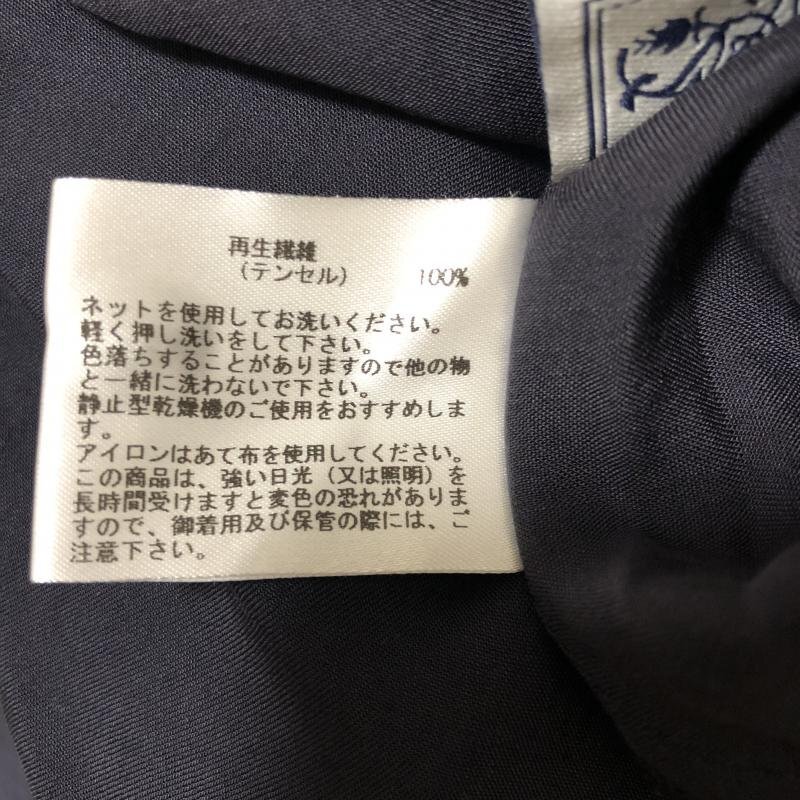 再生繊維
(テンセル) 100%
ネットを使用してお洗いください。
軽く押し洗いをして下さい。
色落ちすることがありますので他の物
と一緒に洗わないで下さい。
静止型乾燥機のご使用をおすすめしま
す。
アイロンはあて布を使用してください。
この商品は、強い日光(又は照明)を
長時間受けますと変色の恐れがありま
すので、御着用及び保管の際には、ご
注意下さい。